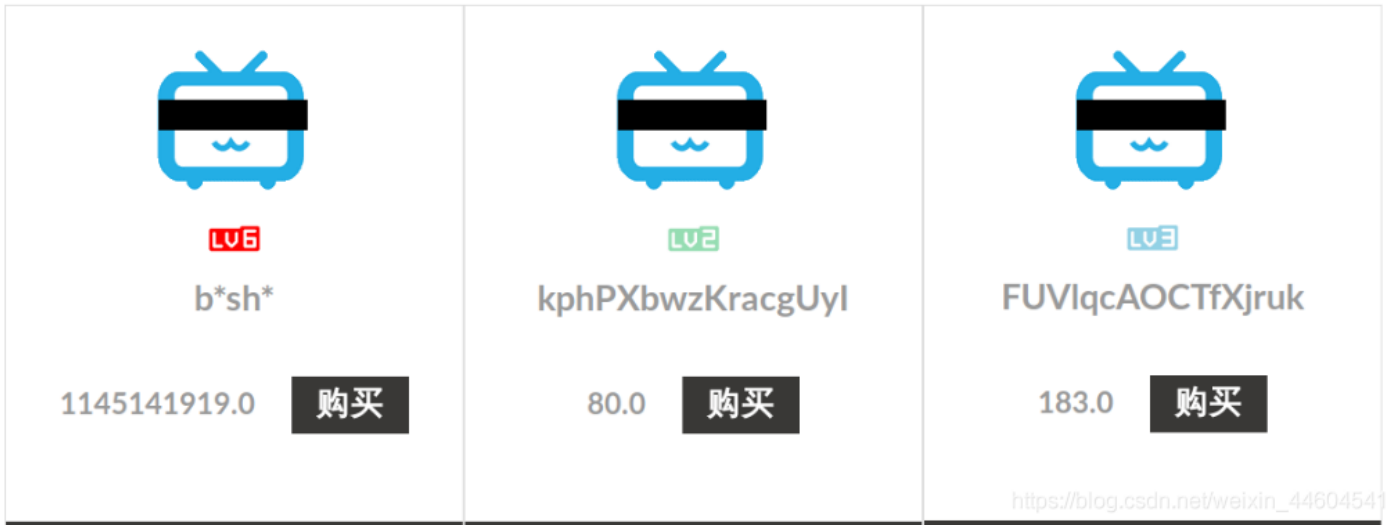 LV6
b*sh*
1145141919.0 购买
LV2
kphPXbwzKracgUyI
80.0 购买
LV3
FUVlqcAOCTfXjruk
183.0 购买
https://blog.csdn.net/weixin_44604541